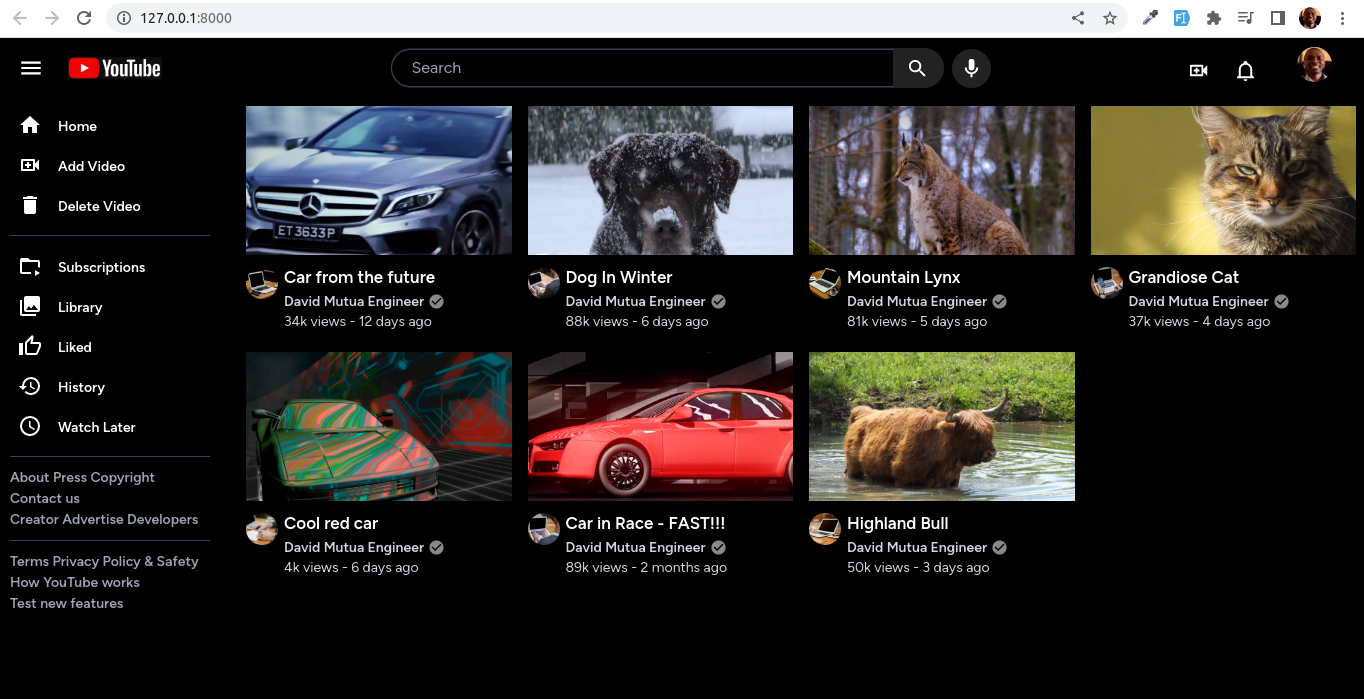 127.0.0.1:8000
YouTube
Search
Home
Add Video
Delete Video
Subscriptions
Library
Liked
History
Watch Later
About Press Copyright
Contact us
Creator Advertise Developers
Terms Privacy Policy & Safety
How YouTube works
Test new features
ET 3633P
Car from the future
David Mutua Engineer
34k views - 12 days ago
Dog In Winter
David Mutua Engineer
88k views - 6 days ago
Mountain Lynx
David Mutua Engineer
81k views - 5 days ago
Grandiose Cat
David Mutua Engineer
37k views - 4 days ago
Cool red car
David Mutua Engineer
4k views - 6 days ago
Car in Race - FAST!!!
David Mutua Engineer
89k views - 2 months ago
Highland Bull
David Mutua Engineer
50k views - 3 days ago